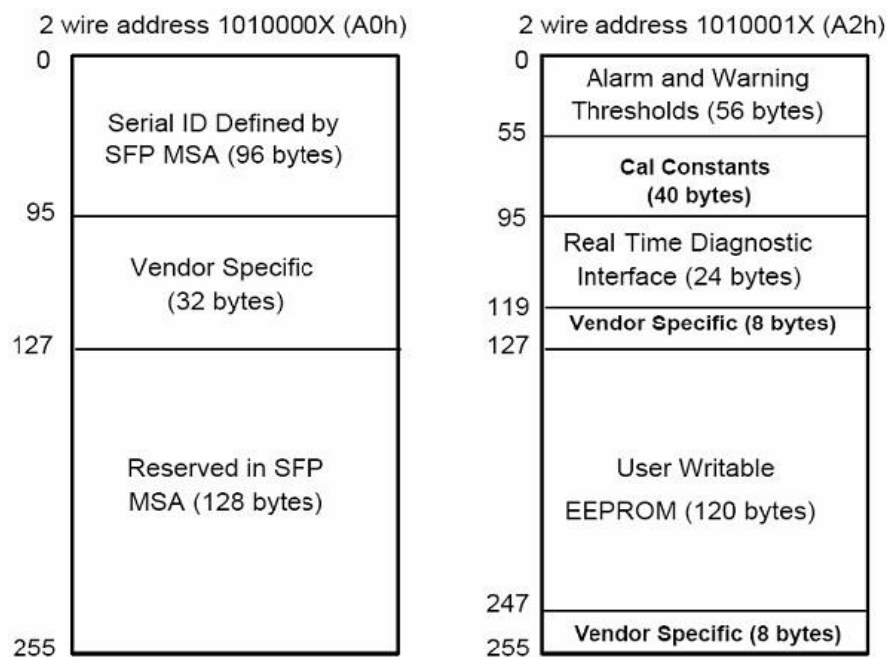 2 wire address 1010000X (A0h)
0
Serial ID Defined by
SFP MSA (96 bytes)
95
Vendor Specific
(32 bytes)
127
Reserved in SFP
MSA (128 bytes)
255
2 wire address 1010001X (A2h)
0
Alarm and Warning
Thresholds (56 bytes)
55
Cal Constants
(40 bytes)
95
Real Time Diagnostic
Interface (24 bytes)
119
Vendor Specific (8 bytes)
127
User Writable
EEPROM (120 bytes)
247
Vendor Specific (8 bytes)
255